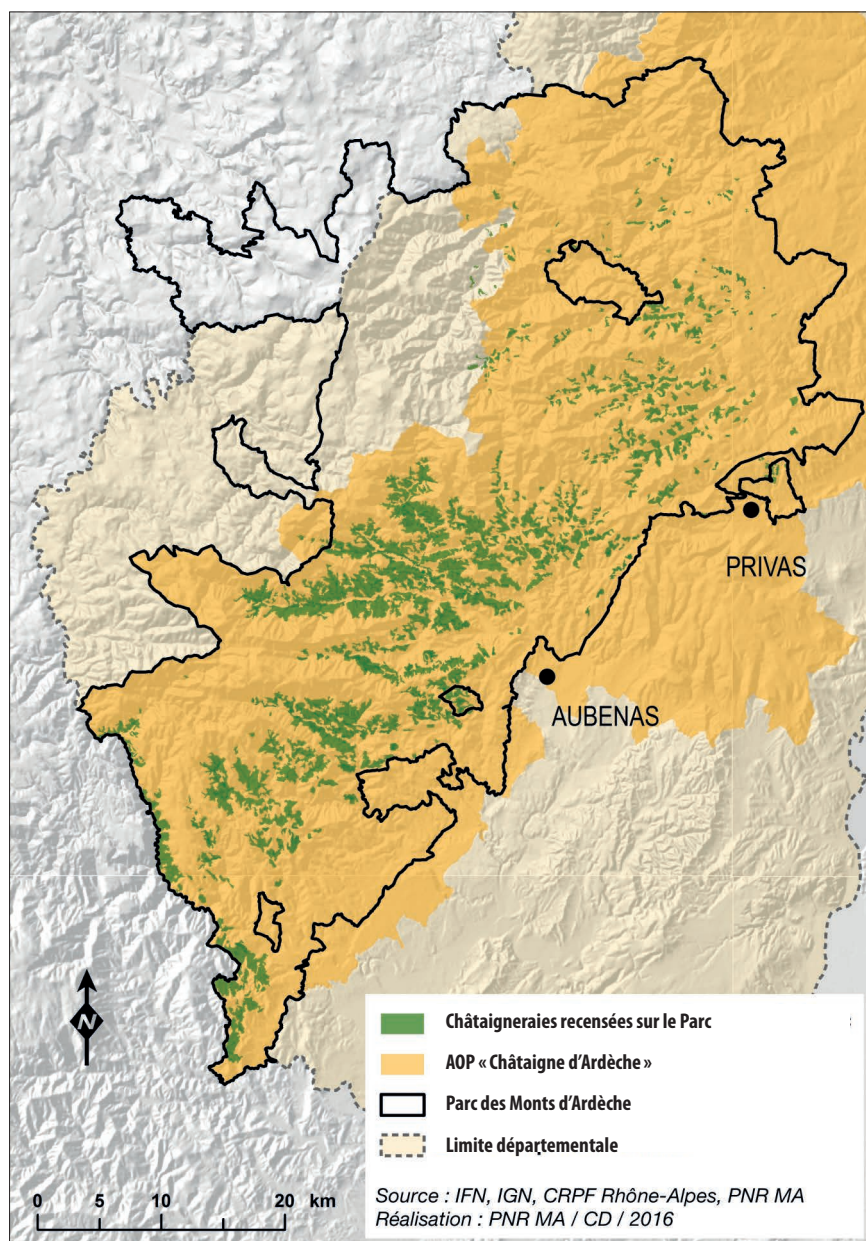 PRIVAS
AUBENAS
Châtaigneraies recensées sur le Parc
AOP « Châtaigne d'Ardèche »
Parc des Monts d'Ardèche
Limite départementale
N
0 5 10 20 km
Source : IFN, IGN, CRPF Rhône-Alpes, PNR MA
Réalisation : PNR MA / CD / 2016